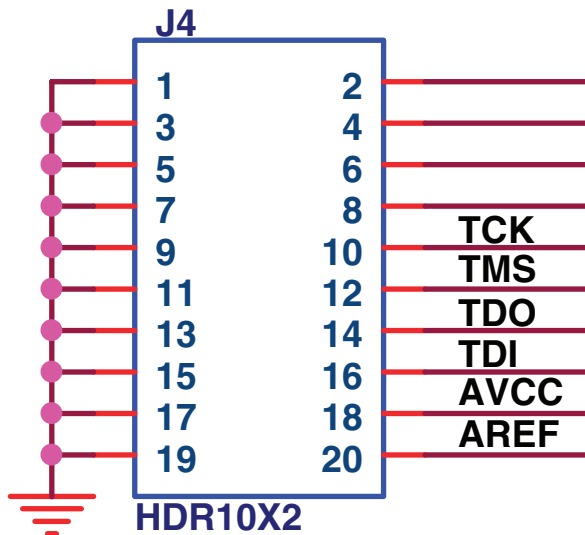 J4
1 2
3 4
5 6
7 8
9 10 TCK
11 12 TMS
13 14 TDO
15 16 TDI
17 18 AVCC
19 20 AREF
HDR10X2